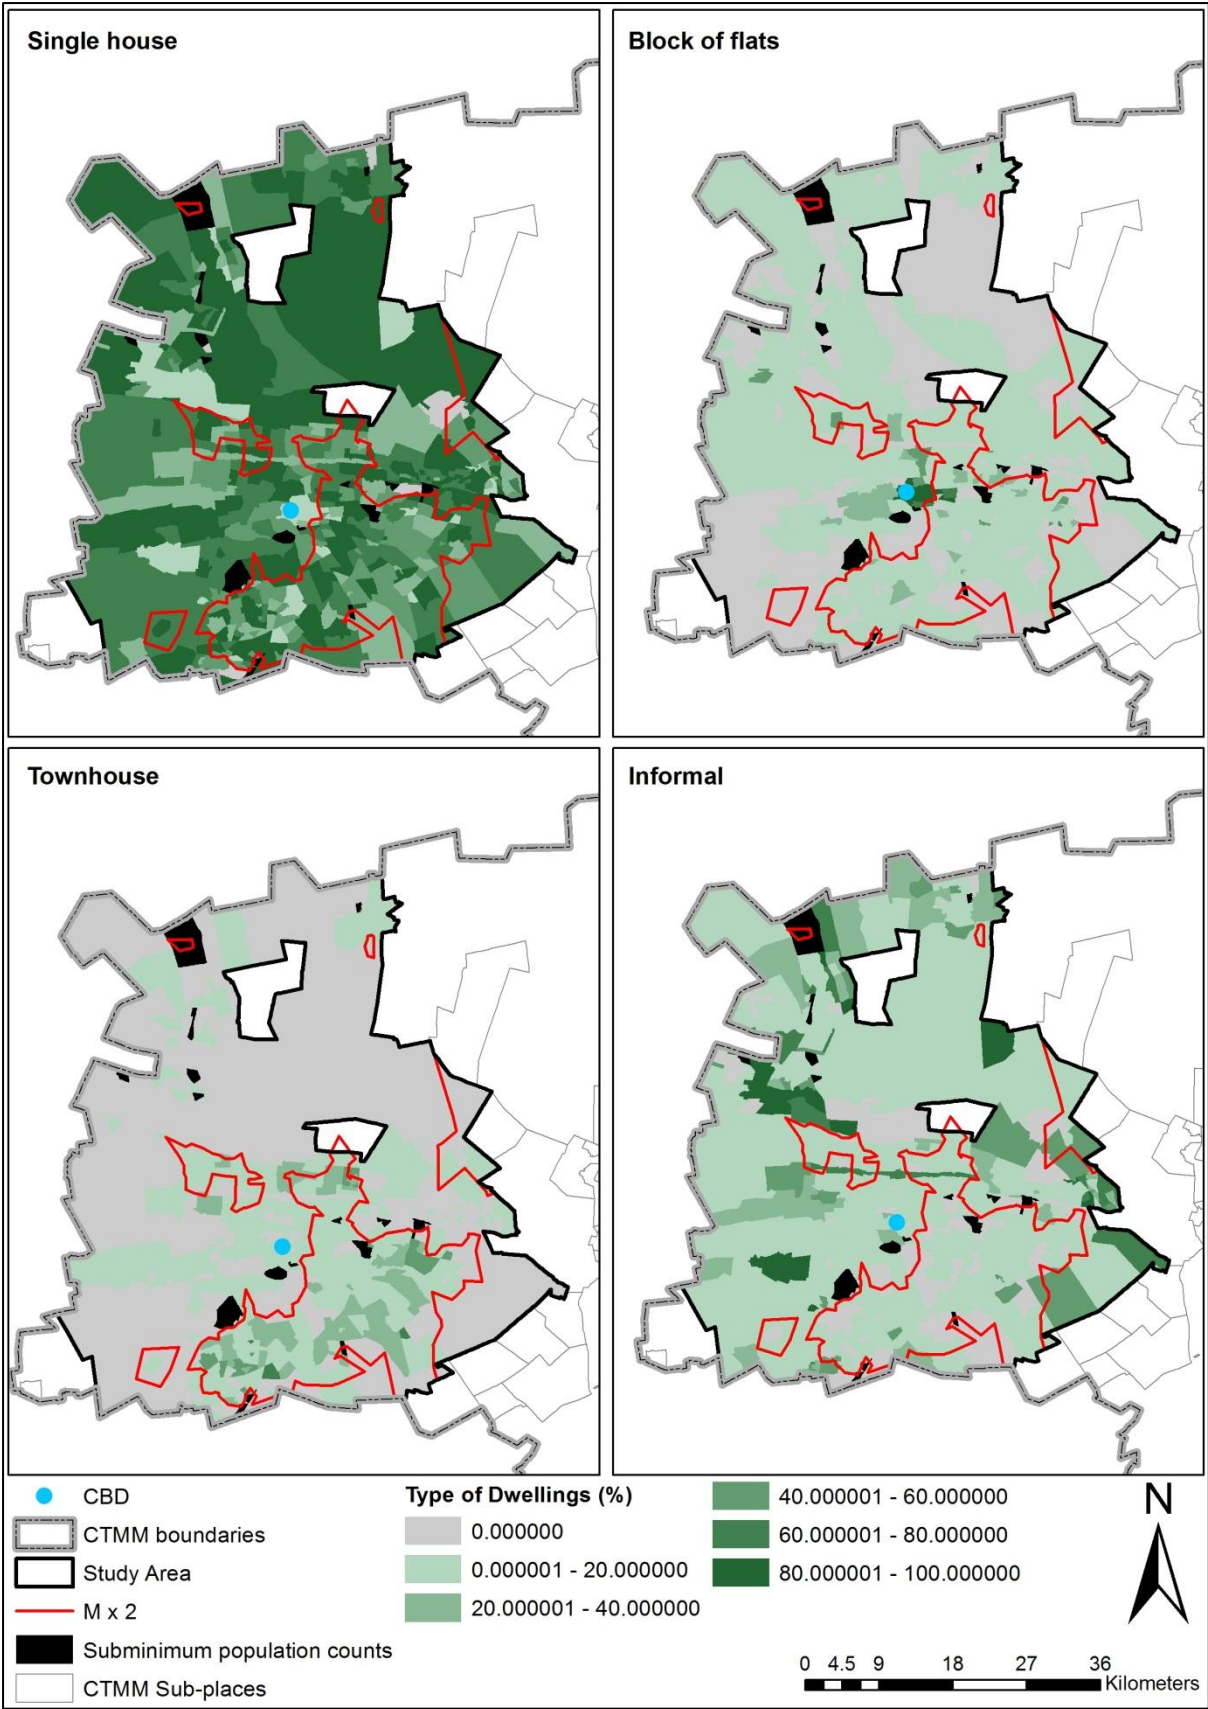 Single house
Block of flats
Townhouse
Informal
CBD
CTMM boundaries
Study Area
M x 2
Subminimum population counts
CTMM Sub-places
Type of Dwellings (%)
0.000000
0.000001 - 20.000000
20.000001 - 40.000000
40.000001 - 60.000000
60.000001 - 80.000000
80.000001 - 100.000000
N
0 4.5 9 18 27 36
Kilometers